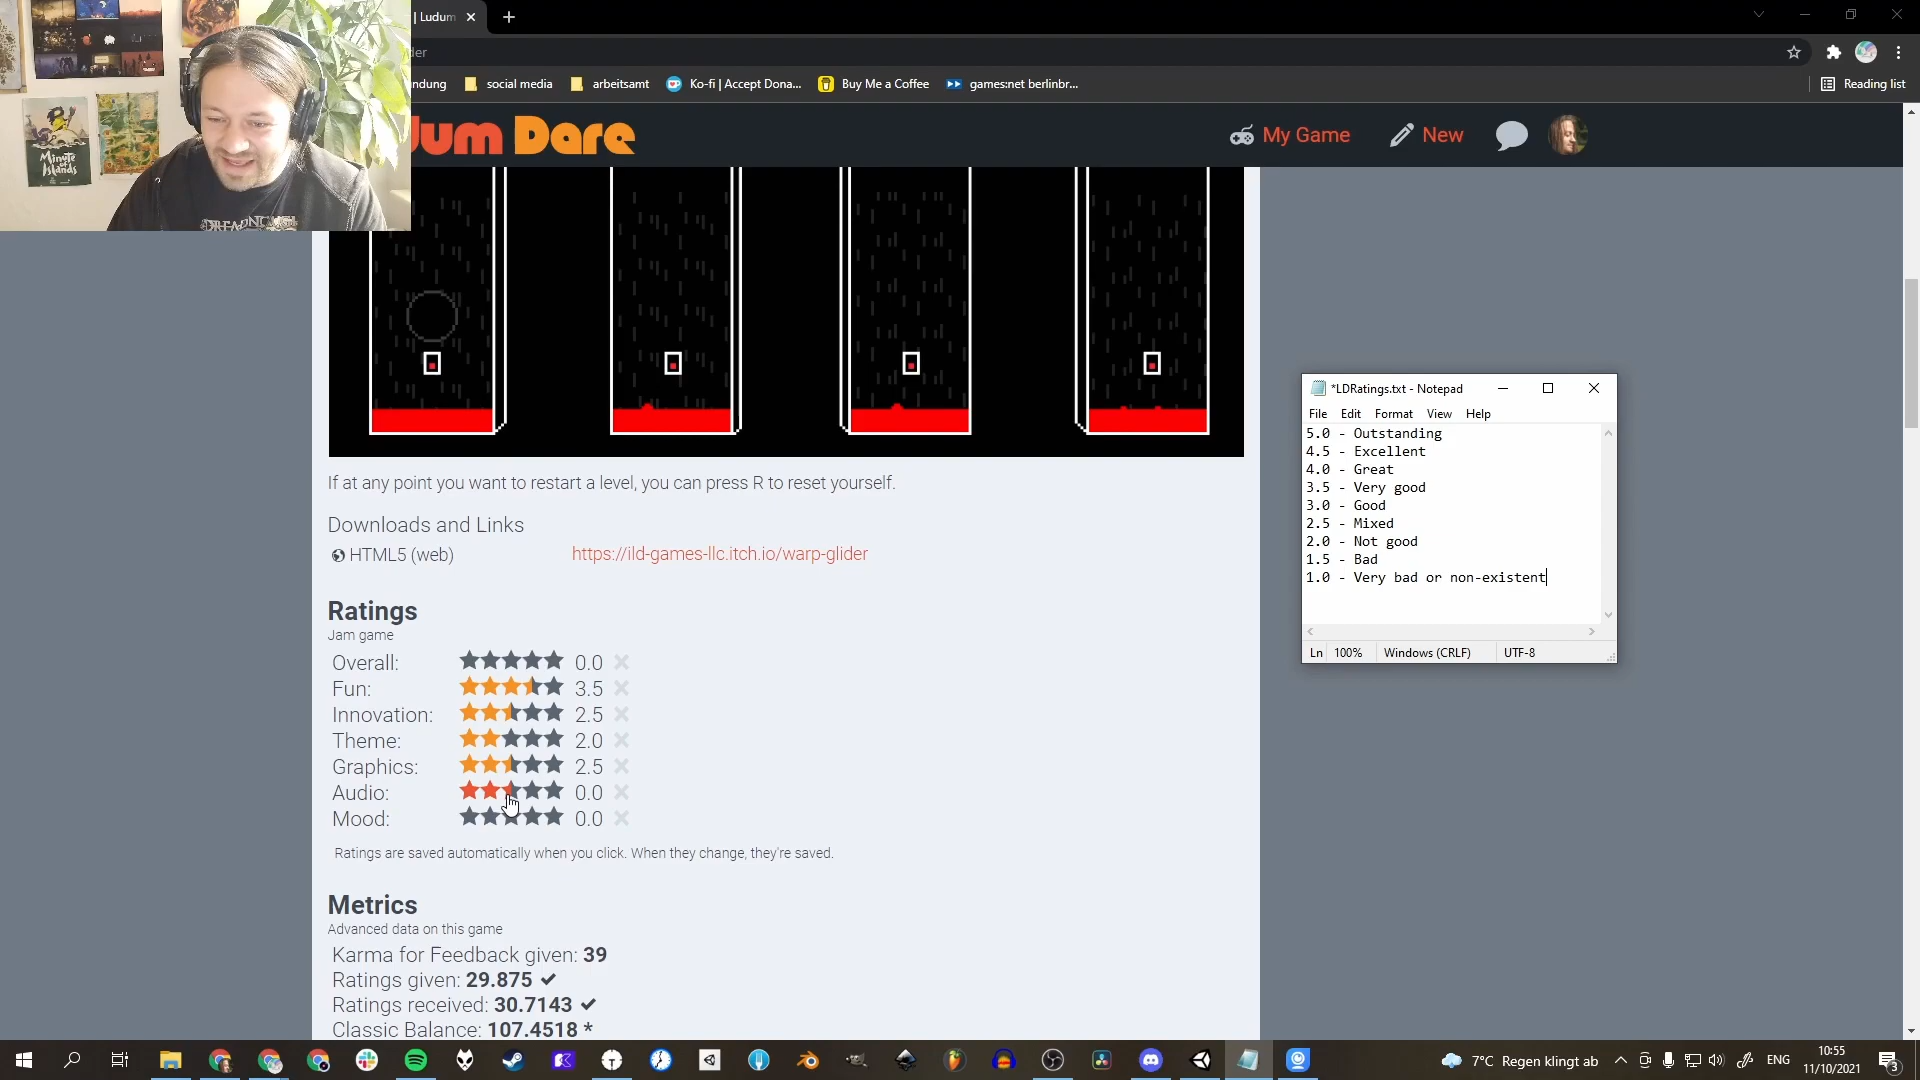 | Ludum
der
indung
social media
arbeitsamt
Ko-fi | Accept Dona...
Buy Me a Coffee
games:net berlinbr...
Reading list
Minute
of
Islands
dum Dare
My Game
New
If at any point you want to restart a level, you can press R to reset yourself.
Downloads and Links
HTML5 (web)
https://ild-games-llc.itch.io/warp-glider
Ratings
Jam game
Overall: 0.0
Fun: 3.5
Innovation: 2.5
Theme: 2.0
Graphics: 2.5
Audio: 0.0
Mood: 0.0
Ratings are saved automatically when you click. When they change, they're saved.
Metrics
Advanced data on this game
Karma for Feedback given: 39
Ratings given: 29.875
Ratings received: 30.7143
Classic Balance: 107.4518 *
*LDRatings.txt - Notepad
File Edit Format View Help
5.0 - Outstanding
4.5 - Excellent
4.0 - Great
3.5 - Very good
3.0 - Good
2.5 - Mixed
2.0 - Not good
1.5 - Bad
1.0 - Very bad or non-existent
Ln 100% Windows (CRLF) UTF-8
7°C Regen klingt ab
ENG
10:55
11/10/2021
3